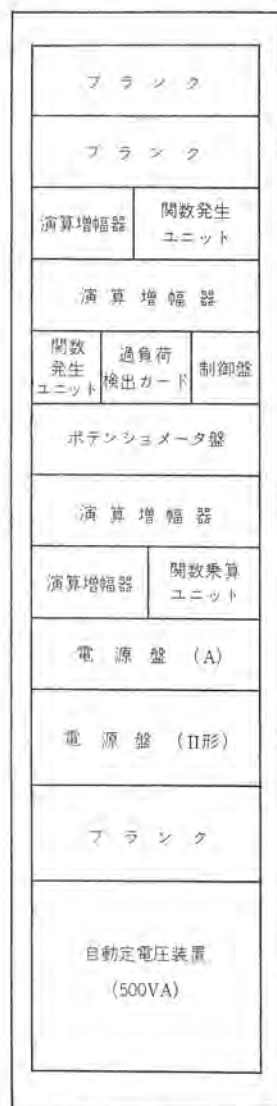 ブランク
ブランク
演算増幅器
関数発生
ユニット
演算増幅器
関数
発生
ユニット
過負荷
検出カード
制御盤
ポテンショメータ盤
演算増幅器
演算増幅器
関数乗算
ユニット
電源盤 (A)
電源盤 (II形)
ブランク
自動定電圧装置
(500VA)